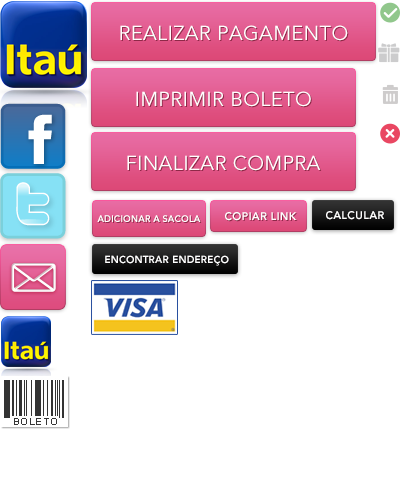 Itaú
REALIZAR PAGAMENTO
IMPRIMIR BOLETO
FINALIZAR COMPRA
ADICIONAR A SACOLA
COPIAR LINK
CALCULAR
ENCONTRAR ENDEREÇO
VISA
Itaú
BOLETO